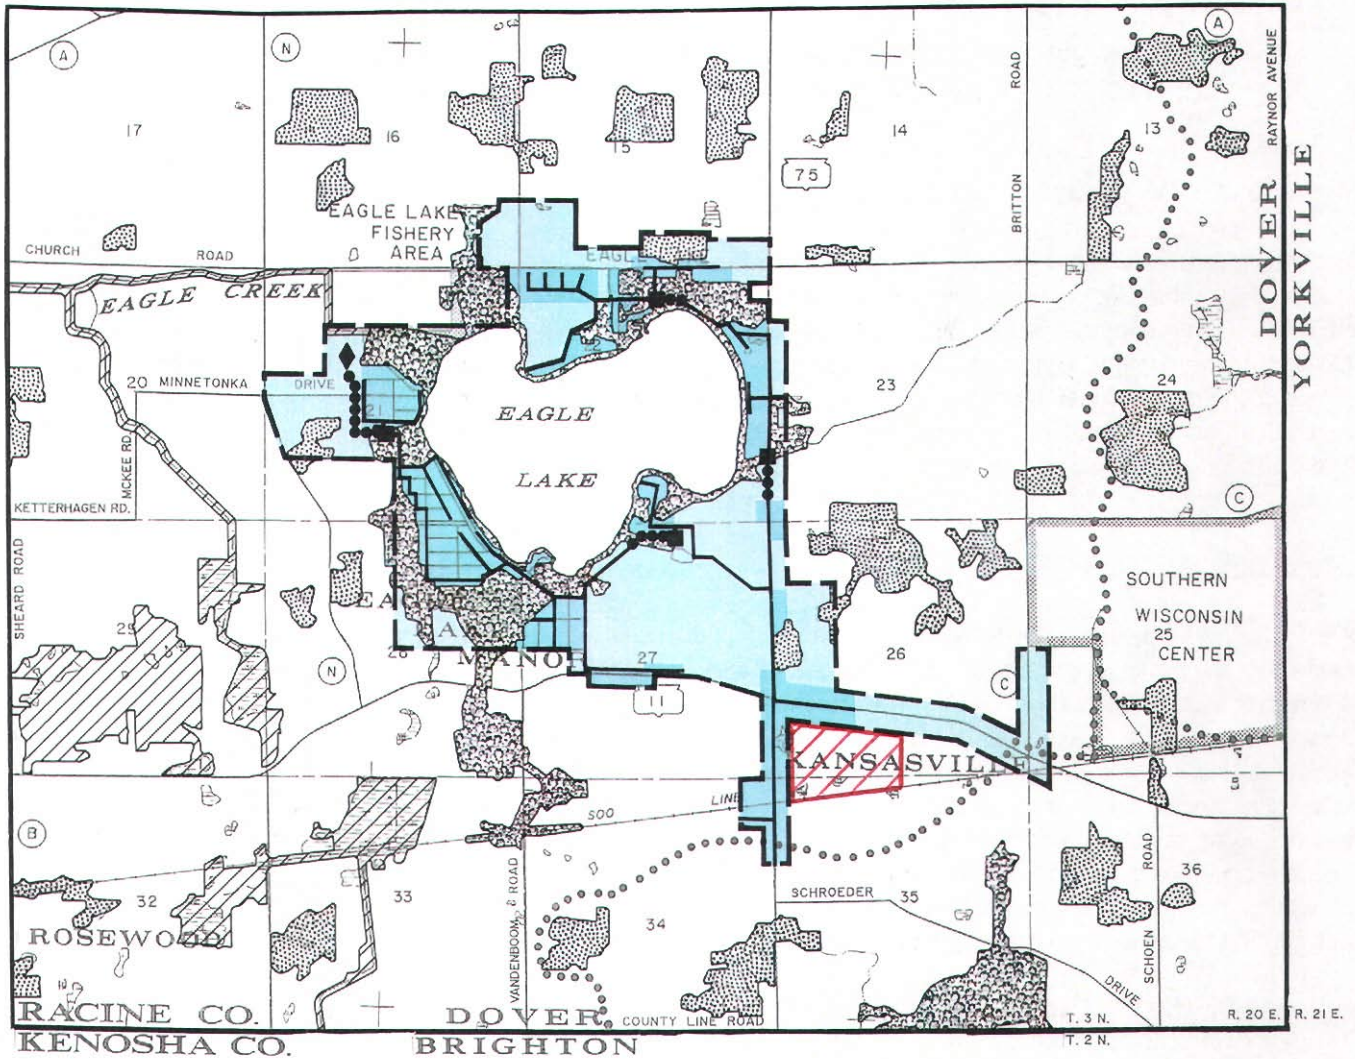 A
N
A
17
16
15
14
13
ROAD
RAYNOR AVENUE
75
BRITTON
DOVER
YORKVILLE
EAGLE LAKE
FISHERY
AREA
CHURCH
ROAD
EAGLE
EAGLE CREEK
20
MINNETONKA
DRIVE
21
22
23
24
EAGLE
LAKE
MCKEE RD.
KETTERHAGEN RD.
C
SHEARD ROAD
SOUTHERN
WISCONSIN
25
CENTER
29
28
MANOR
27
26
N
C
11
KANSASVILLE
SOO
LINE
B
32
33
VANDENBOOM
ROAD
34
SCHROEDER
35
ROAD
SCHOEN
36
DRIVE
ROSEWOOD
RACINE CO.
DOVER
COUNTY LINE ROAD
T. 3 N.
R. 20 E.
R. 21 E.
KENOSHA CO.
BRIGHTON
T. 2 N.